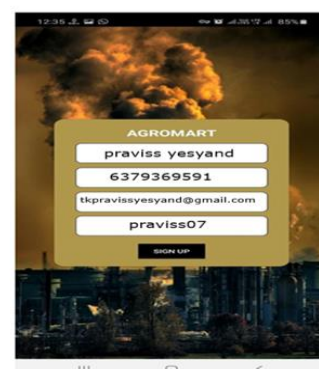 12:35
85%
AGROMART
praviss yesyand
6379369591
tkpravissyesyand@gmail.com
praviss07
SIGN UP